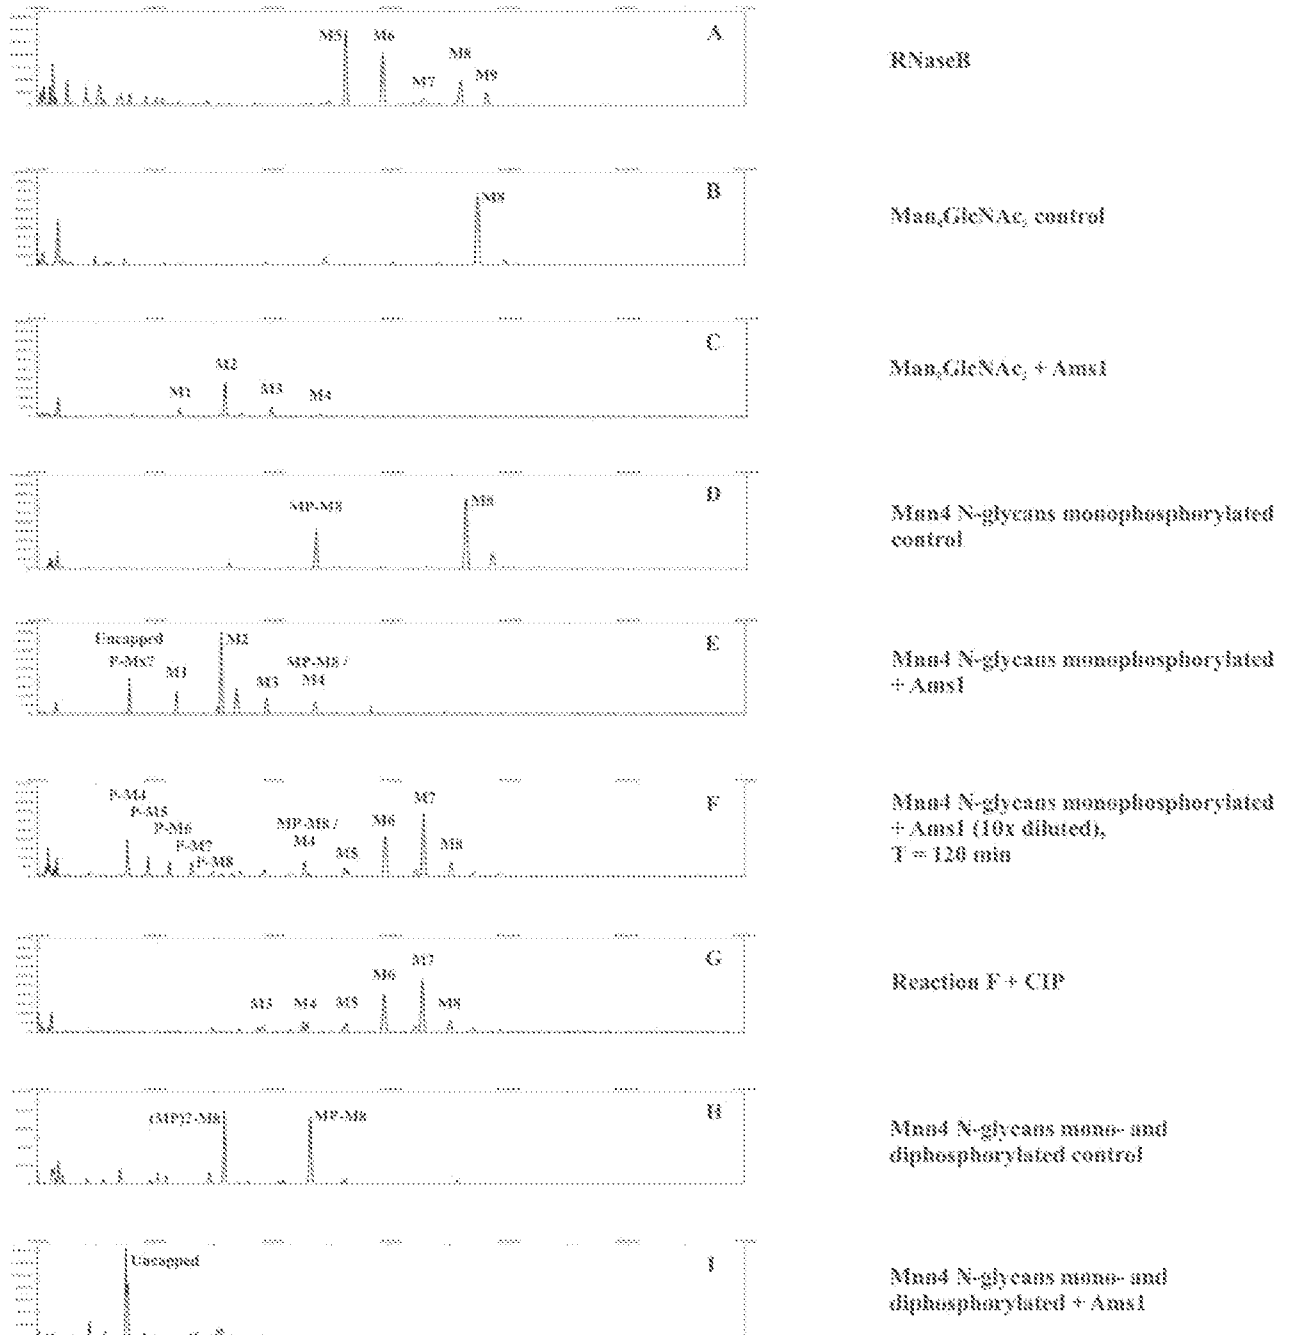 A
M5
M6
M7
M8
M9
RNaseB
B
M8
Man₈GlcNAc₂ control
C
M1
M2
M3
M4
Man₈GlcNAc₂ + Ams1
D
MP-M8
M8
Mnn4 N-glycans monophosphorylated
control
E
Uncapped
P-Mx?
M1
M2
M3
MP-M8 /
M4
Mnn4 N-glycans monophosphorylated
+ Ams1
F
P-M4
P-M5
P-M6
P-M7
P-M8
MP-M8 /
M4
M5
M6
M7
M8
Mnn4 N-glycans monophosphorylated
+ Ams1 (10x diluted),
T = 120 min
G
M3
M4
M5
M6
M7
M8
Reaction F + CIP
H
(MP)2-M8
MP-M8
Mnn4 N-glycans mono- and
diphosphorylated control
I
Uncapped
Mnn4 N-glycans mono- and
diphosphorylated + Ams1